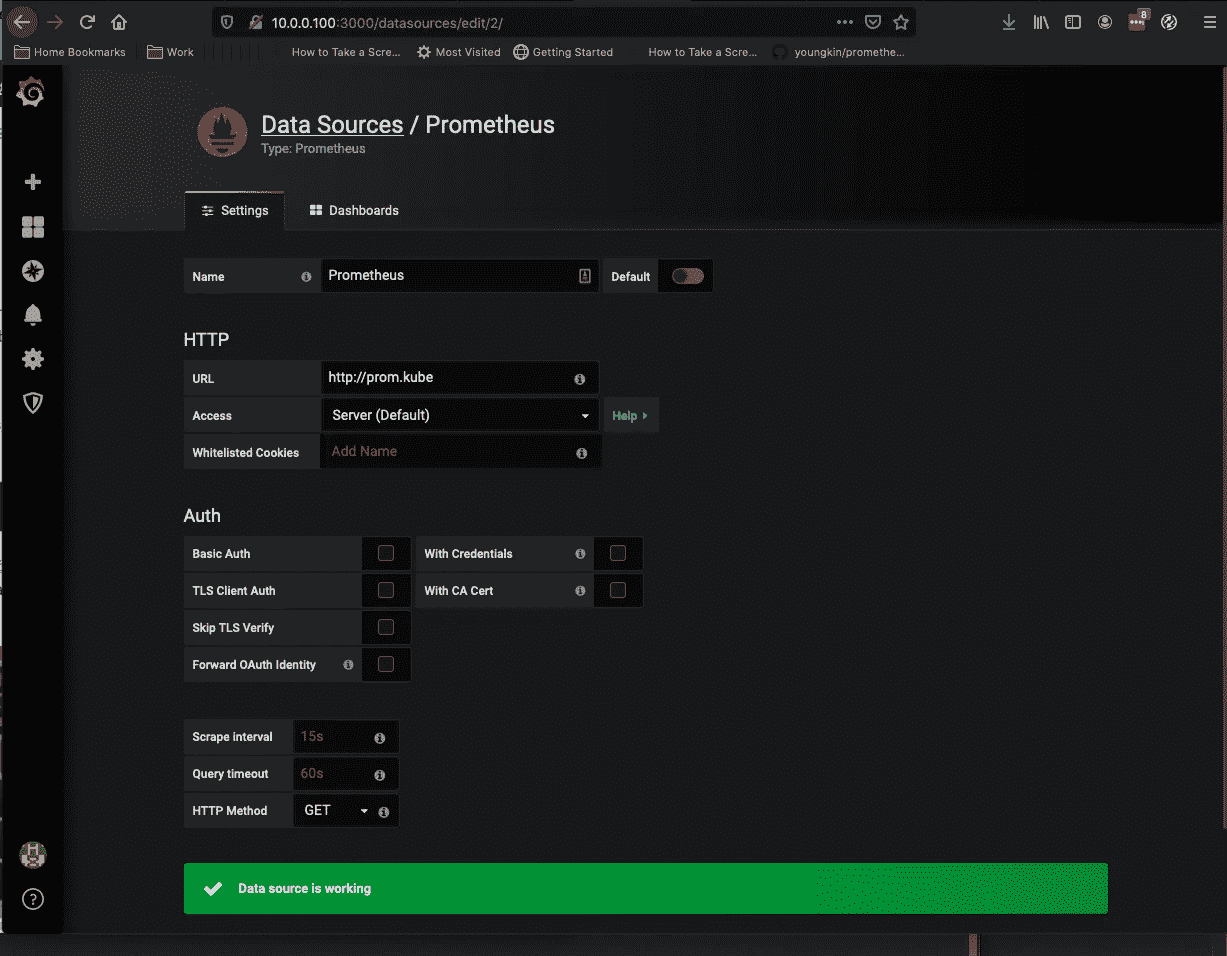 10.0.0.100:3000/datasources/edit/2/
8
Home Bookmarks Work How to Take a Scre... Most Visited Getting Started How to Take a Scre... youngkin/promethe...
Data Sources / Prometheus
Type: Prometheus
Settings Dashboards
Name Prometheus Default
HTTP
URL http://prom.kube
Access Server (Default) Help
Whitelisted Cookies Add Name
Auth
Basic Auth With Credentials
TLS Client Auth With CA Cert
Skip TLS Verify
Forward OAuth Identity
Scrape interval 15s
Query timeout 60s
HTTP Method GET
Data source is working